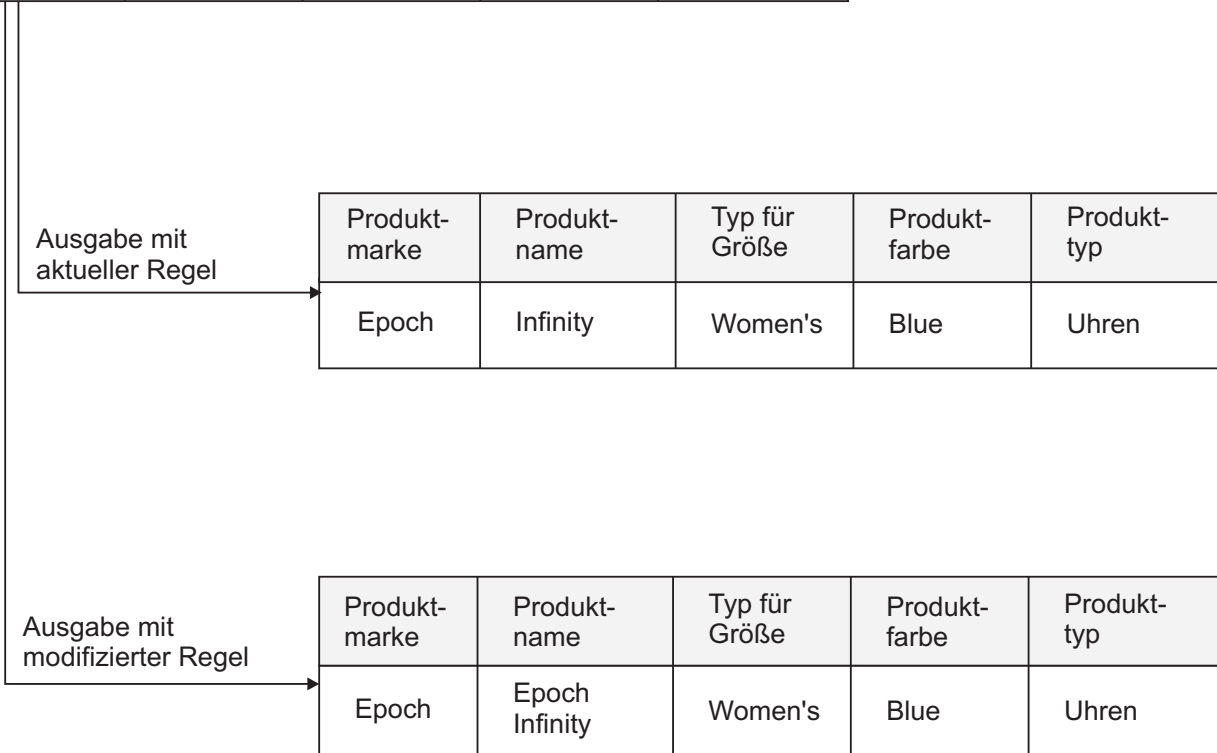 Ausgabe mit
aktueller Regel
Produkt-
marke
Produkt-
name
Typ für
Größe
Produkt-
farbe
Produkt-
typ
Epoch
Infinity
Women's
Blue
Uhren
Ausgabe mit
modifizierter Regel
Produkt-
marke
Produkt-
name
Typ für
Größe
Produkt-
farbe
Produkt-
typ
Epoch
Epoch
Infinity
Women's
Blue
Uhren